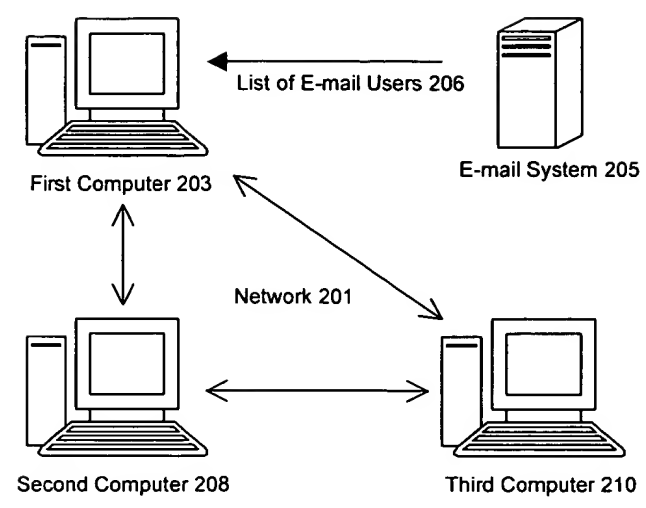 List of E-mail Users 206
E-mail System 205
First Computer 203
Network 201
Second Computer 208
Third Computer 210